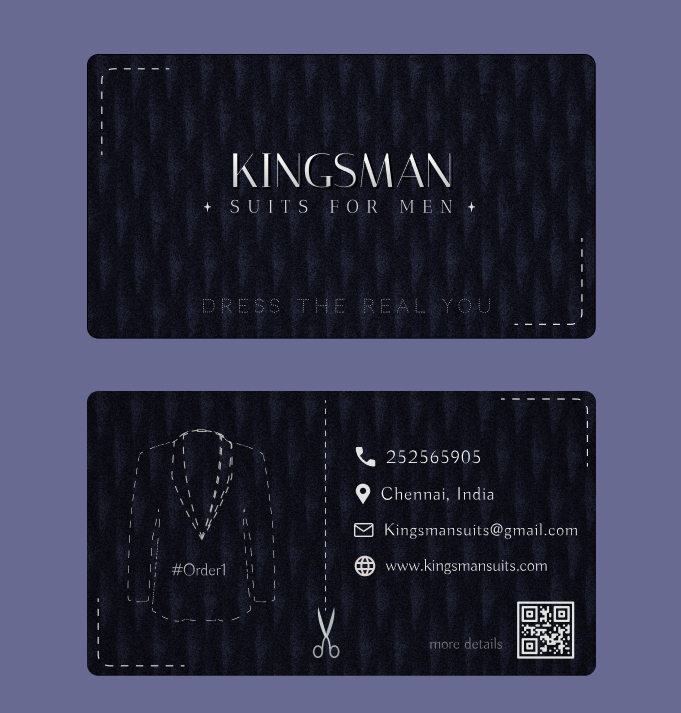 KINGSMAN
SUITS FOR MEN
DRESS THE REAL YOU
#Order1
252565905
Chennai, India
Kingsmansuits@gmail.com
www.kingsmansuits.com
more details